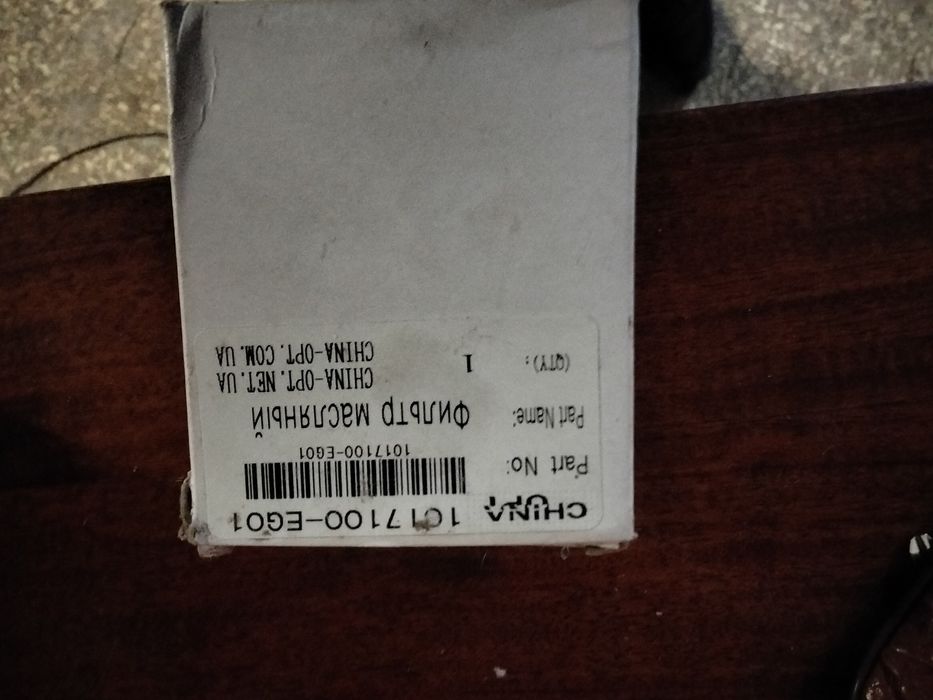 CHINA OPT 1017100-EG01
Part No:
1017100-EG01
Part Name: Фильтр масляный
CHINA-OPT.NET.UA
(QTY): 1 CHINA-OPT.COM.UA